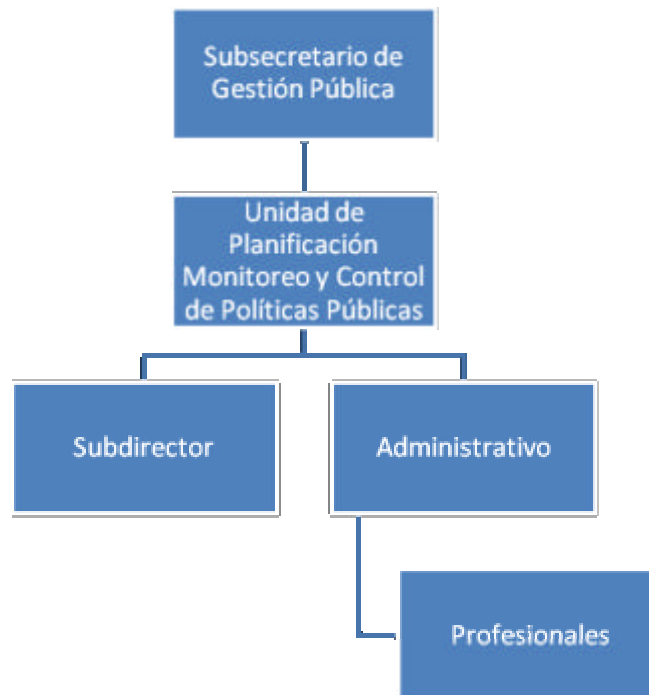 Subsecretario de
Gestión Pública
Unidad de
Planificación
Monitoreo y Control
de Políticas Públicas
Subdirector
Administrativo
Profesionales